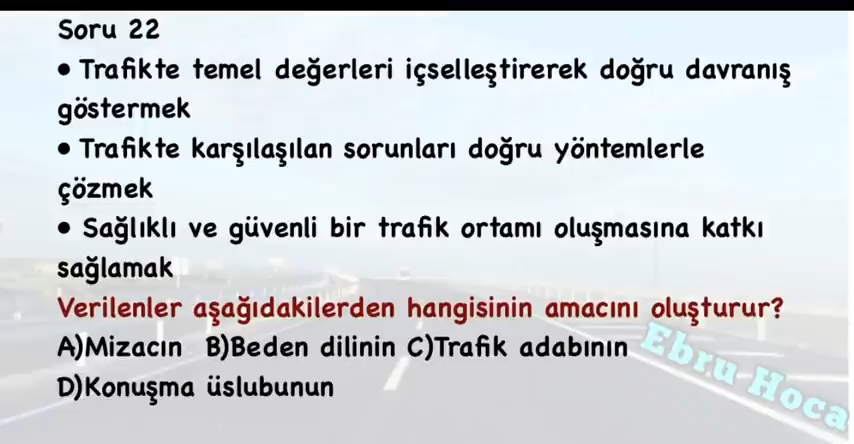 Soru 22
• Trafikte temel değerleri içselleştirerek doğru davranış
göstermek
• Trafikte karşılaşılan sorunları doğru yöntemlerle
çözmek
• Sağlıklı ve güvenli bir trafik ortamı oluşmasına katkı
sağlamak
Verilenler aşağıdakilerden hangisinin amacını oluşturur?
A)Mizacın B)Beden dilinin C)Trafik adabının
D)Konuşma üslubunun
Ebru Hoca